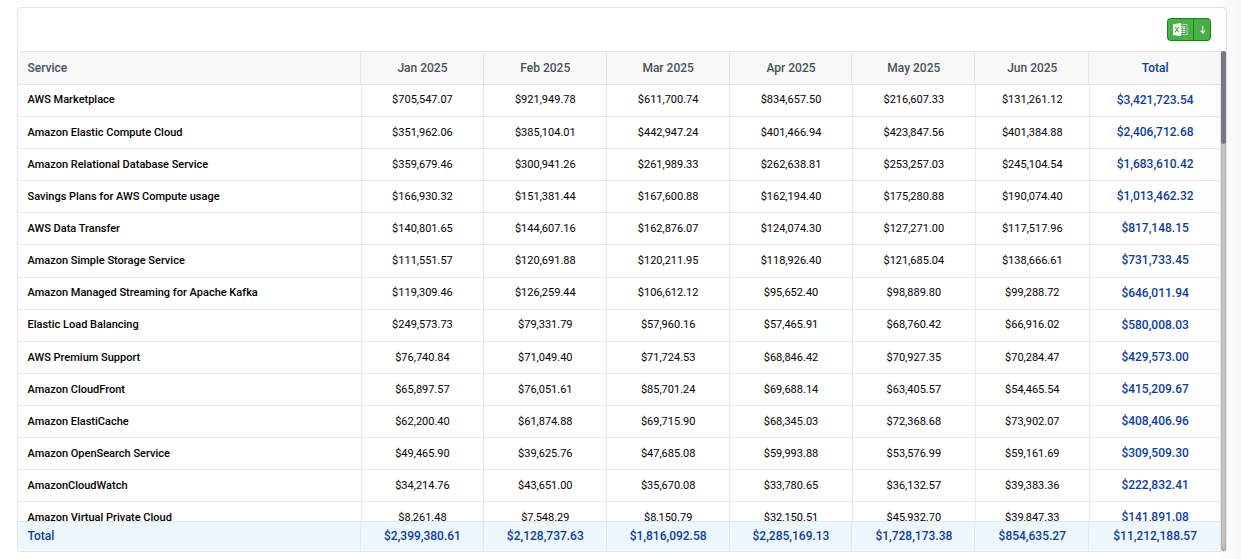 Service Jan 2025 Feb 2025 Mar 2025 Apr 2025 May 2025 Jun 2025 Total
AWS Marketplace $705,547.07 $921,949.78 $611,700.74 $834,657.50 $216,607.33 $131,261.12 $3,421,723.54
Amazon Elastic Compute Cloud $351,962.06 $385,104.01 $442,947.24 $401,466.94 $423,847.56 $401,384.88 $2,406,712.68
Amazon Relational Database Service $359,679.46 $300,941.26 $261,989.33 $262,638.81 $253,257.03 $245,104.54 $1,683,610.42
Savings Plans for AWS Compute usage $166,930.32 $151,381.44 $167,600.88 $162,194.40 $175,280.88 $190,074.40 $1,013,462.32
AWS Data Transfer $140,801.65 $144,607.16 $162,876.07 $124,074.30 $127,271.00 $117,517.96 $817,148.15
Amazon Simple Storage Service $111,551.57 $120,691.88 $120,211.95 $118,926.40 $121,685.04 $138,666.61 $731,733.45
Amazon Managed Streaming for Apache Kafka $119,309.46 $126,259.44 $106,612.12 $95,652.40 $98,889.80 $99,288.72 $646,011.94
Elastic Load Balancing $249,573.73 $79,331.79 $57,960.16 $57,465.91 $68,760.42 $66,916.02 $580,008.03
AWS Premium Support $76,740.84 $71,049.40 $71,724.53 $68,846.42 $70,927.35 $70,284.47 $429,573.00
Amazon CloudFront $65,897.57 $76,051.61 $85,701.24 $69,688.14 $63,405.57 $54,465.54 $415,209.67
Amazon ElastiCache $62,200.40 $61,874.88 $69,715.90 $68,345.03 $72,368.68 $73,902.07 $408,406.96
Amazon OpenSearch Service $49,465.90 $39,625.76 $47,685.08 $59,993.88 $53,576.99 $59,161.69 $309,509.30
AmazonCloudWatch $34,214.76 $43,651.00 $35,670.08 $33,780.65 $36,132.57 $39,383.36 $222,832.41
Amazon Virtual Private Cloud $8,261.48 $7,548.29 $8,150.79 $32,150.51 $45,932.70 $39,847.33 $141,891.08
Total $2,399,380.61 $2,128,737.63 $1,816,092.58 $2,285,169.13 $1,728,173.38 $854,635.27 $11,212,188.57